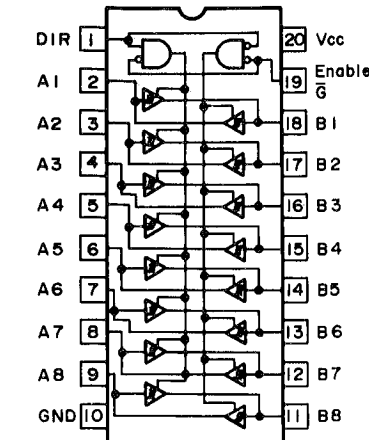 DIR 1 20 Vcc
A1 2 19 Enable G̅
A2 3 18 B1
A3 4 17 B2
A4 5 16 B3
A5 6 15 B4
A6 7 14 B5
A7 8 13 B6
A8 9 12 B7
GND 10 11 B8